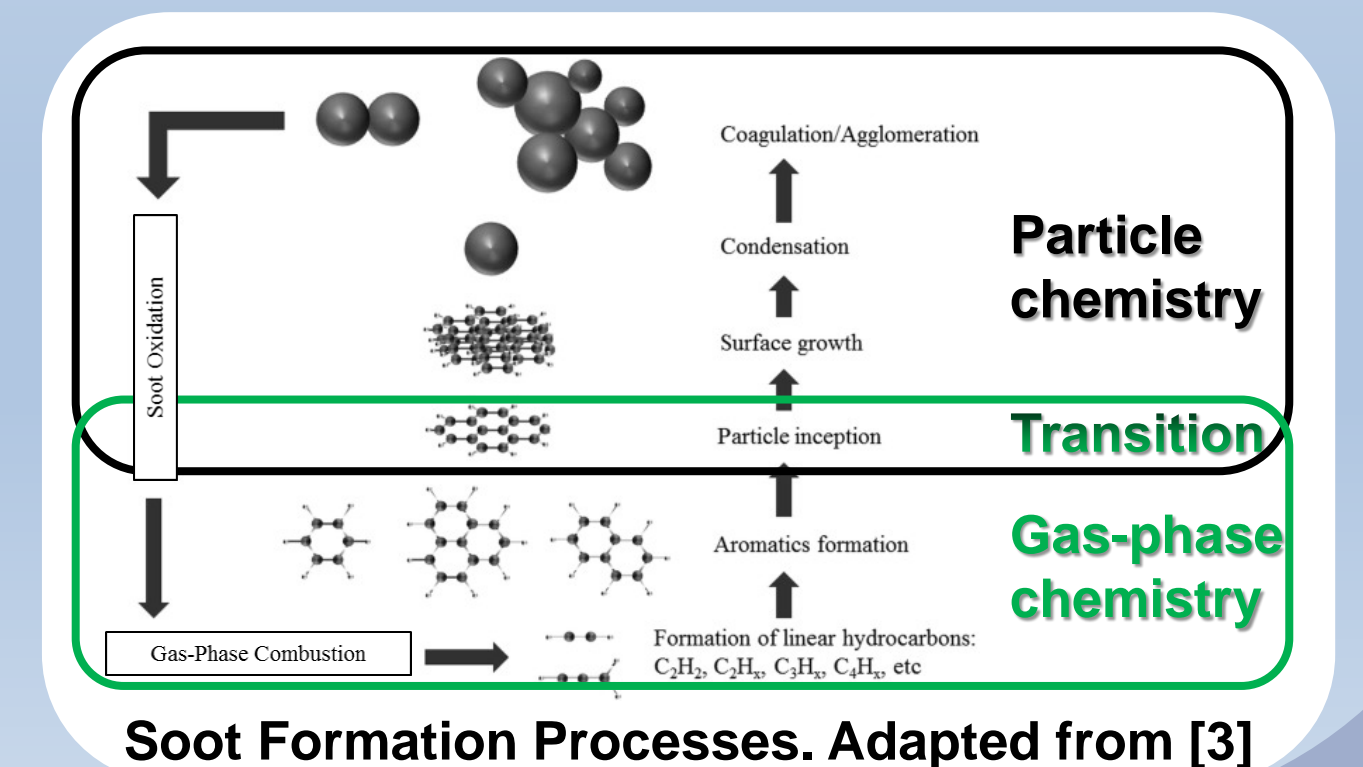 Coagulation/Agglomeration
Condensation
Particle
chemistry
Soot Oxidation
Surface growth
Particle inception
Transition
Aromatics formation
Gas-phase
chemistry
Gas-Phase Combustion
Formation of linear hydrocarbons:
C₂H₂, C₂Hₓ, C₃Hₓ, C₄Hₓ, etc
Soot Formation Processes. Adapted from [3]